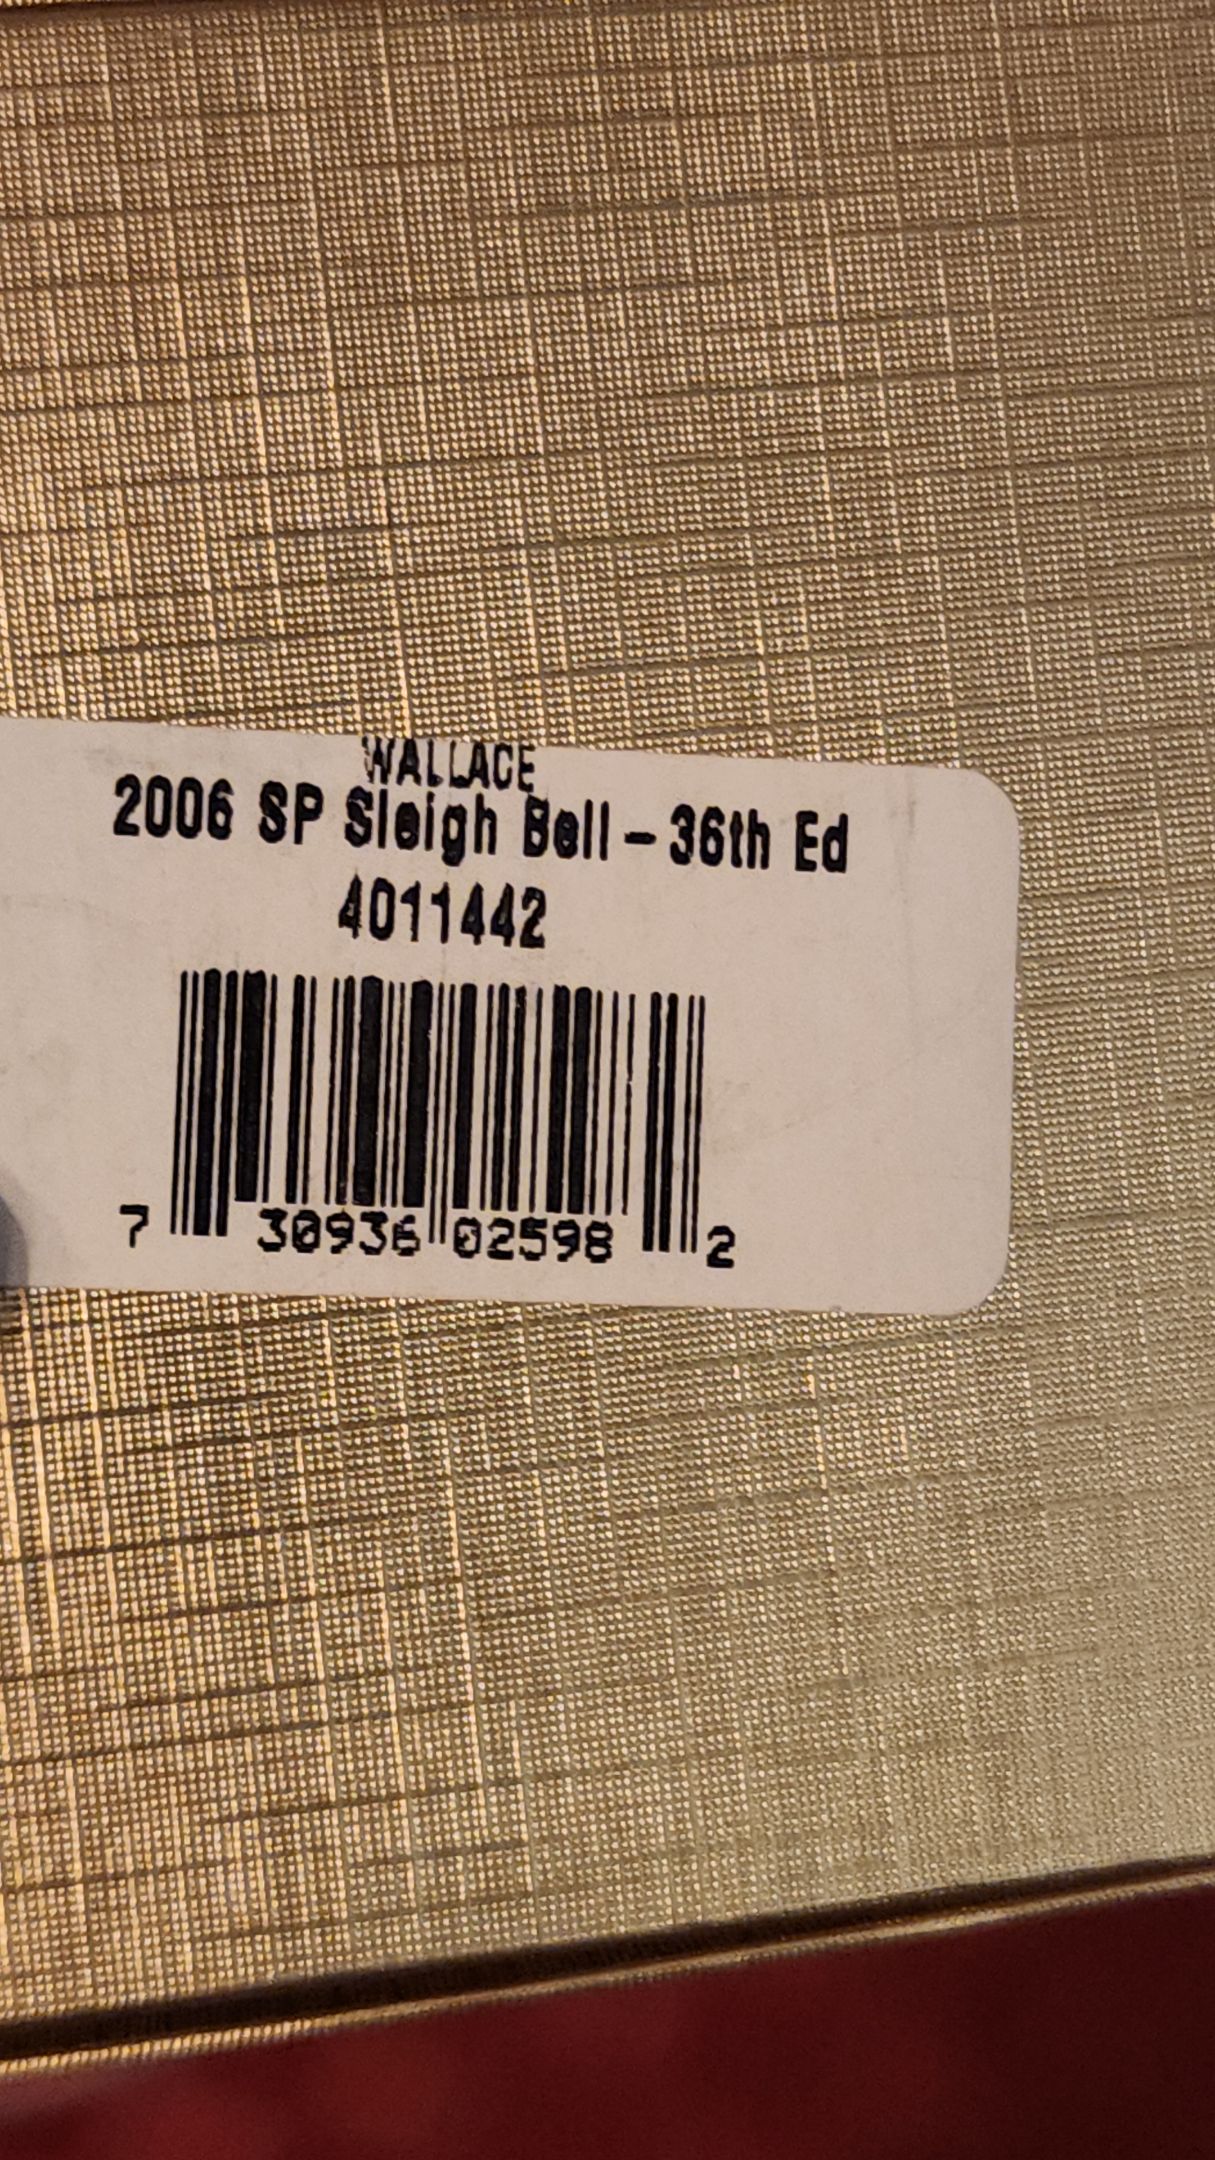 WALLACE
2006 SP Sleigh Bell - 36th Ed
4011442
7 30936 02598 2